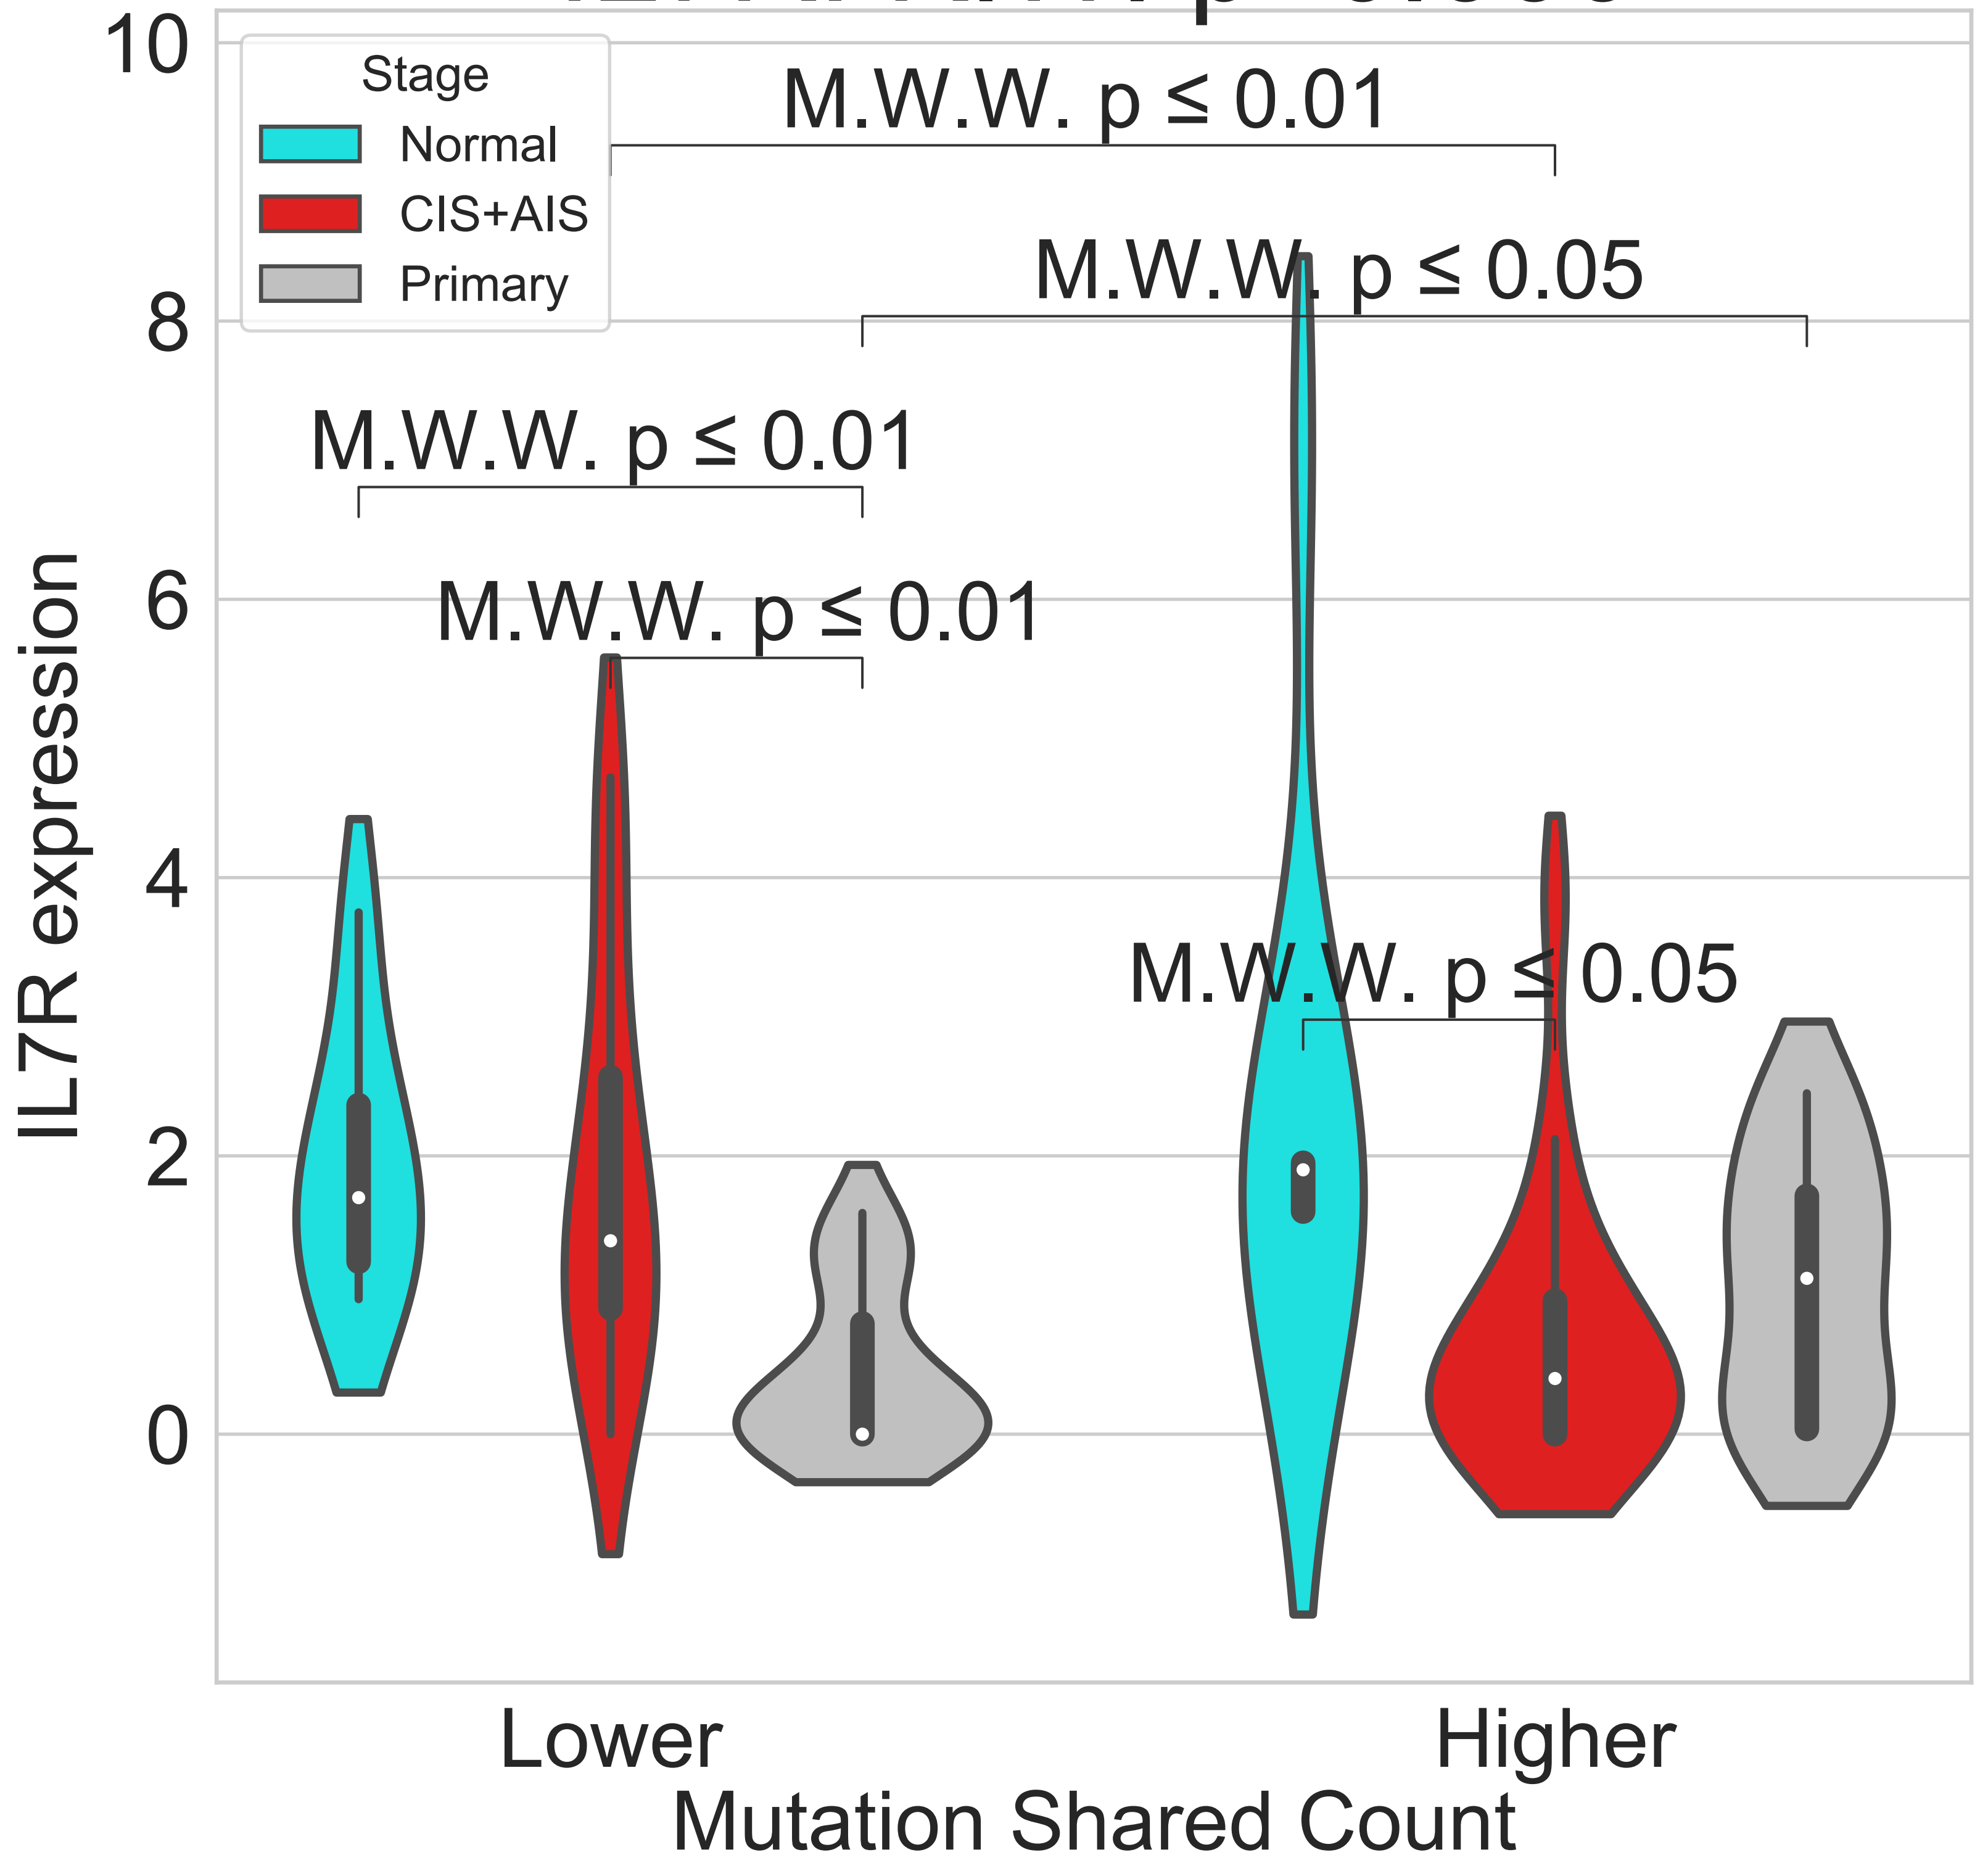 10
Stage
Normal
CIS+AIS
Primary
M.W.W. p ≤ 0.01
M.W.W. p ≤ 0.05
8
M.W.W. p ≤ 0.01
6
M.W.W. p ≤ 0.01
IL7R expression
4
M.W.W. p ≤ 0.05
2
0
Lower
Higher
Mutation Shared Count